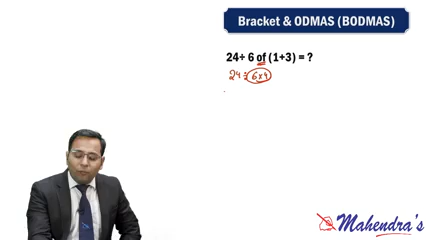 Bracket & ODMAS (BODMAS)
24÷ 6 of (1+3) = ?
24 ÷ 6×4
Mahendra's